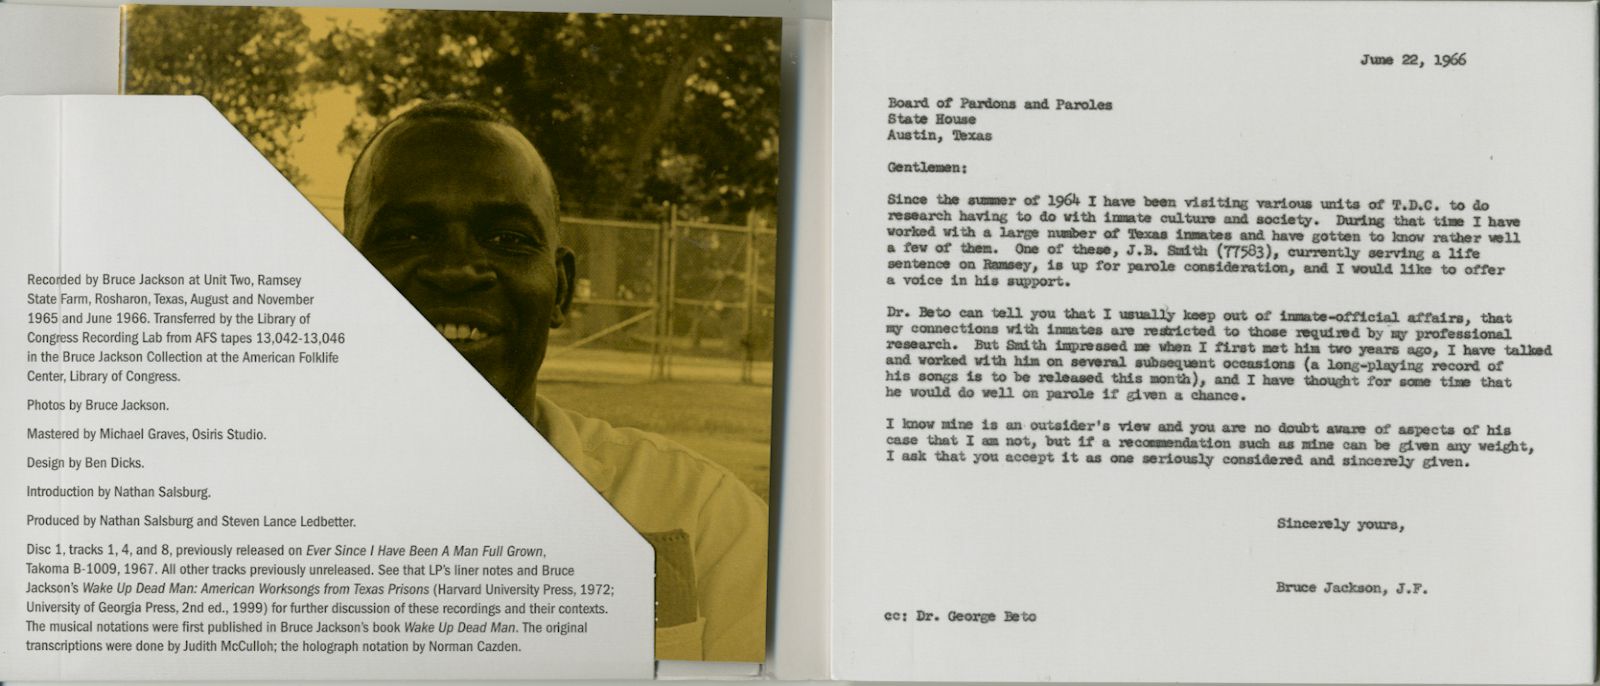 Recorded by Bruce Jackson at Unit Two, Ramsey
State Farm, Rosharon, Texas, August and November
1965 and June 1966. Transferred by the Library of
Congress Recording Lab from AFS tapes 13,042-13,046
in the Bruce Jackson Collection at the American Folklife
Center, Library of Congress.
Photos by Bruce Jackson.
Mastered by Michael Graves, Osiris Studio.
Design by Ben Dicks.
Introduction by Nathan Salsburg.
Produced by Nathan Salsburg and Steven Lance Ledbetter.
Disc 1, tracks 1, 4, and 8, previously released on Ever Since I Have Been A Man Full Grown,
Takoma B-1009, 1967. All other tracks previously unreleased. See that LP's liner notes and Bruce
Jackson's Wake Up Dead Man: American Worksongs from Texas Prisons (Harvard University Press, 1972;
University of Georgia Press, 2nd ed., 1999) for further discussion of these recordings and their contexts.
The musical notations were first published in Bruce Jackson's book Wake Up Dead Man. The original
transcriptions were done by Judith McCulloh; the holograph notation by Norman Cazden.
June 22, 1966
Board of Pardons and Paroles
State House
Austin, Texas
Gentlemen:
Since the summer of 1964 I have been visiting various units of T.D.C. to do
research having to do with inmate culture and society. During that time I have
worked with a large number of Texas inmates and have gotten to know rather well
a few of them. One of these, J.B. Smith (77583), currently serving a life
sentence on Ramsey, is up for parole consideration, and I would like to offer
a voice in his support.
Dr. Beto can tell you that I usually keep out of inmate-official affairs, that
my connections with inmates are restricted to those required by my professional
research. But Smith impressed me when I first met him two years ago, I have talked
and worked with him on several subsequent occasions (a long-playing record of
his songs is to be released this month), and I have thought for some time that
he would do well on parole if given a chance.
I know mine is an outsider's view and you are no doubt aware of aspects of his
case that I am not, but if a recommendation such as mine can be given any weight,
I ask that you accept it as one seriously considered and sincerely given.
Sincerely yours,
Bruce Jackson, J.F.
cc: Dr. George Beto